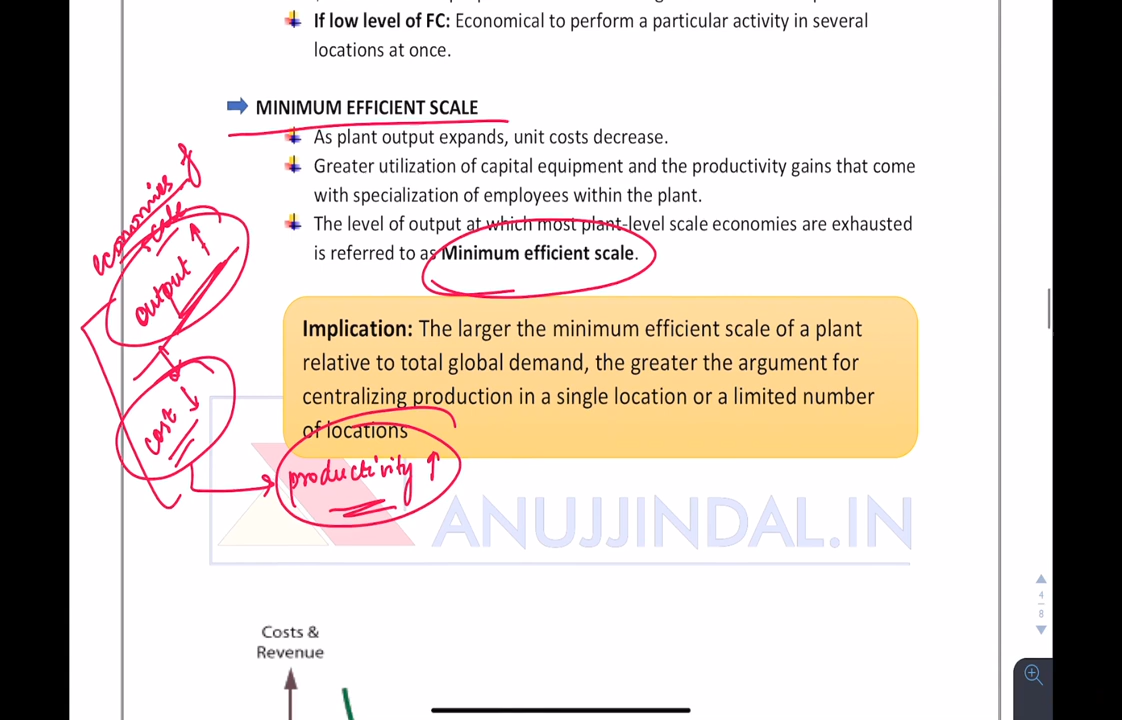 If low level of FC: Economical to perform a particular activity in several
locations at once.
MINIMUM EFFICIENT SCALE
As plant output expands, unit costs decrease.
Greater utilization of capital equipment and the productivity gains that come
with specialization of employees within the plant.
The level of output at which most plant-level scale economies are exhausted
is referred to as Minimum efficient scale.
economies of
scale
output
cost
Implication: The larger the minimum efficient scale of a plant
relative to total global demand, the greater the argument for
centralizing production in a single location or a limited number
of locations
productivity
ANUJJINDAL.IN
Costs &
Revenue
4
8